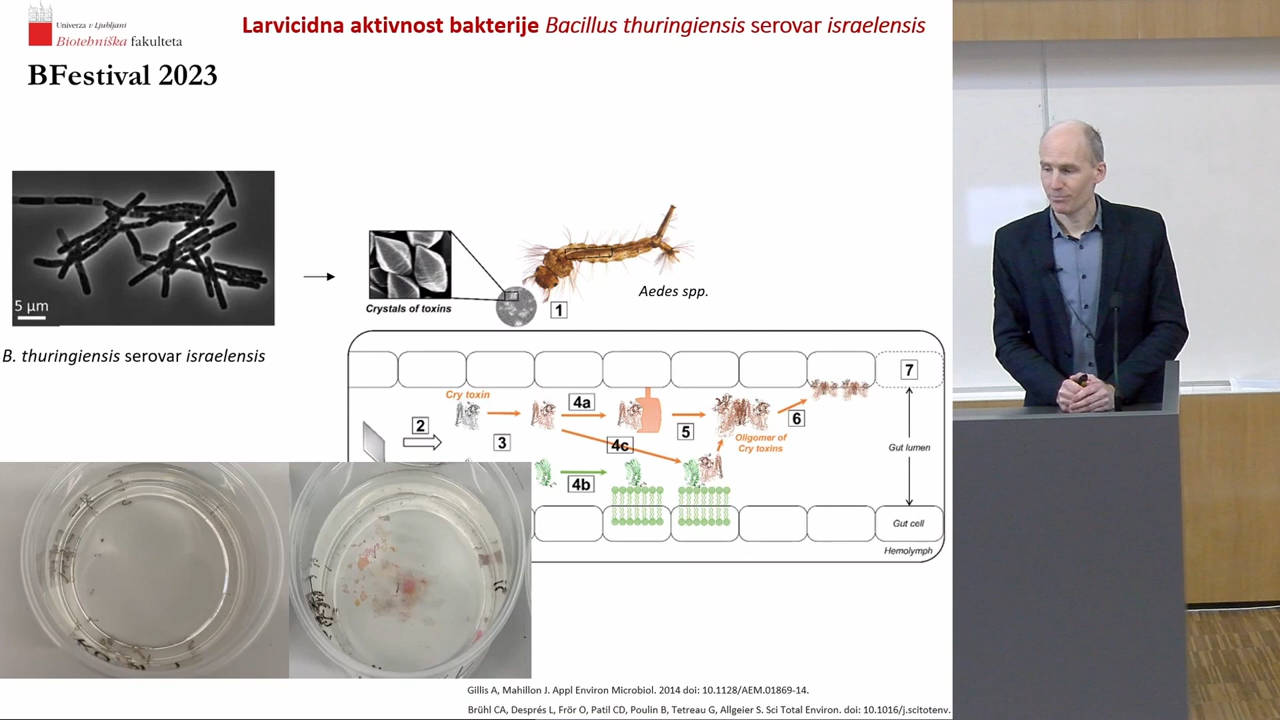 Univerza v Ljubljani
Biotehniška fakulteta
BFestival 2023
Larvicidna aktivnost bakterije Bacillus thuringiensis serovar israelensis
5 µm
B. thuringiensis serovar israelensis
Crystals of toxins
1
Aedes spp.
7
Cry toxin
2
3
4a
4c
4b
5
6
Oligomer of
Cry toxins
Gut lumen
Gut cell
Hemolymph
Gillis A, Mahillon J. Appl Environ Microbiol. 2014 doi: 10.1128/AEM.01869-14.
Brühl CA, Després L, Frör O, Patil CD, Poulin B, Tetreau G, Allgeier S. Sci Total Environ. doi: 10.1016/j.scitotenv.